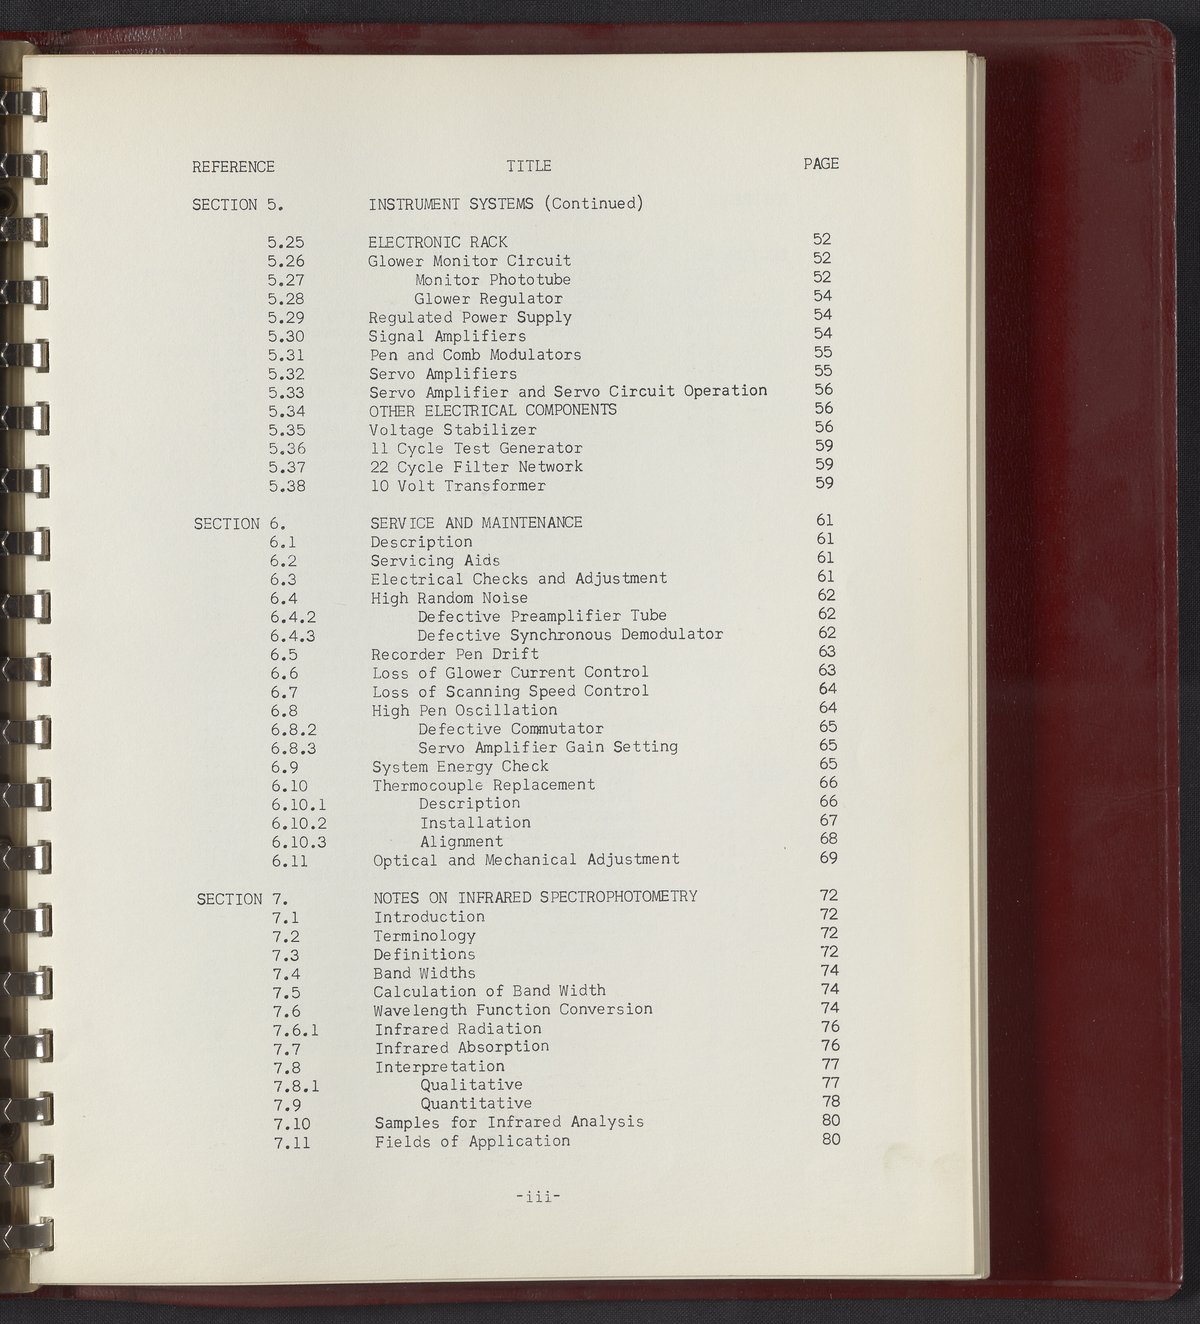 REFERENCE TITLE PAGE
SECTION 5. INSTRUMENT SYSTEMS (Continued)
5.25 ELECTRONIC RACK 52
5.26 Glower Monitor Circuit 52
5.27 Monitor Phototube 52
5.28 Glower Regulator 54
5.29 Regulated Power Supply 54
5.30 Signal Amplifiers 54
5.31 Pen and Comb Modulators 55
5.32 Servo Amplifiers 55
5.33 Servo Amplifier and Servo Circuit Operation 56
5.34 OTHER ELECTRICAL COMPONENTS 56
5.35 Voltage Stabilizer 56
5.36 11 Cycle Test Generator 59
5.37 22 Cycle Filter Network 59
5.38 10 Volt Transformer 59
SECTION 6. SERVICE AND MAINTENANCE 61
6.1 Description 61
6.2 Servicing Aids 61
6.3 Electrical Checks and Adjustment 61
6.4 High Random Noise 62
6.4.2 Defective Preamplifier Tube 62
6.4.3 Defective Synchronous Demodulator 62
6.5 Recorder Pen Drift 63
6.6 Loss of Glower Current Control 63
6.7 Loss of Scanning Speed Control 64
6.8 High Pen Oscillation 64
6.8.2 Defective Commutator 65
6.8.3 Servo Amplifier Gain Setting 65
6.9 System Energy Check 65
6.10 Thermocouple Replacement 66
6.10.1 Description 66
6.10.2 Installation 67
6.10.3 Alignment 68
6.11 Optical and Mechanical Adjustment 69
SECTION 7. NOTES ON INFRARED SPECTROPHOTOMETRY 72
7.1 Introduction 72
7.2 Terminology 72
7.3 Definitions 72
7.4 Band Widths 74
7.5 Calculation of Band Width 74
7.6 Wavelength Function Conversion 74
7.6.1 Infrared Radiation 76
7.7 Infrared Absorption 76
7.8 Interpretation 77
7.8.1 Qualitative 77
7.9 Quantitative 78
7.10 Samples for Infrared Analysis 80
7.11 Fields of Application 80
-iii-